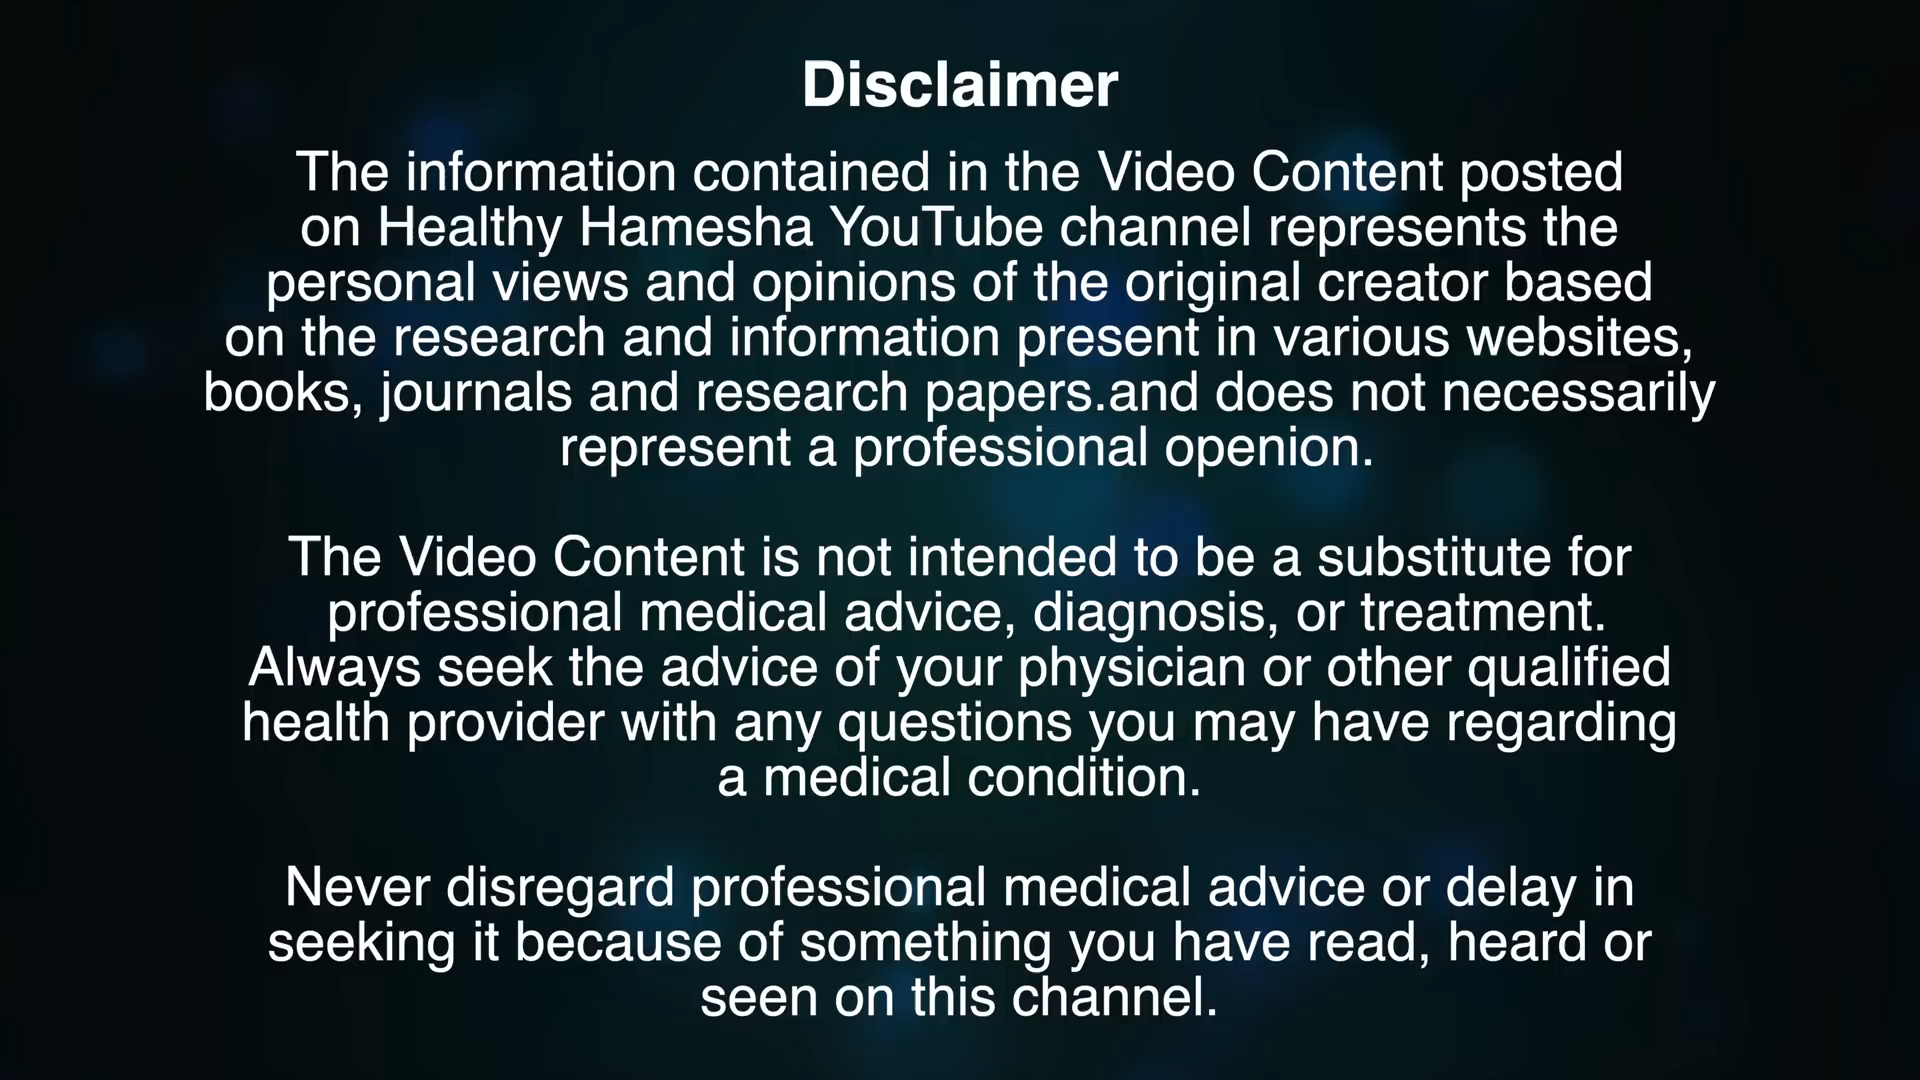 Disclaimer
The information contained in the Video Content posted
on Healthy Hamesha YouTube channel represents the
personal views and opinions of the original creator based
on the research and information present in various websites,
books, journals and research papers.and does not necessarily
represent a professional openion.
The Video Content is not intended to be a substitute for
professional medical advice, diagnosis, or treatment.
Always seek the advice of your physician or other qualified
health provider with any questions you may have regarding
a medical condition.
Never disregard professional medical advice or delay in
seeking it because of something you have read, heard or
seen on this channel.